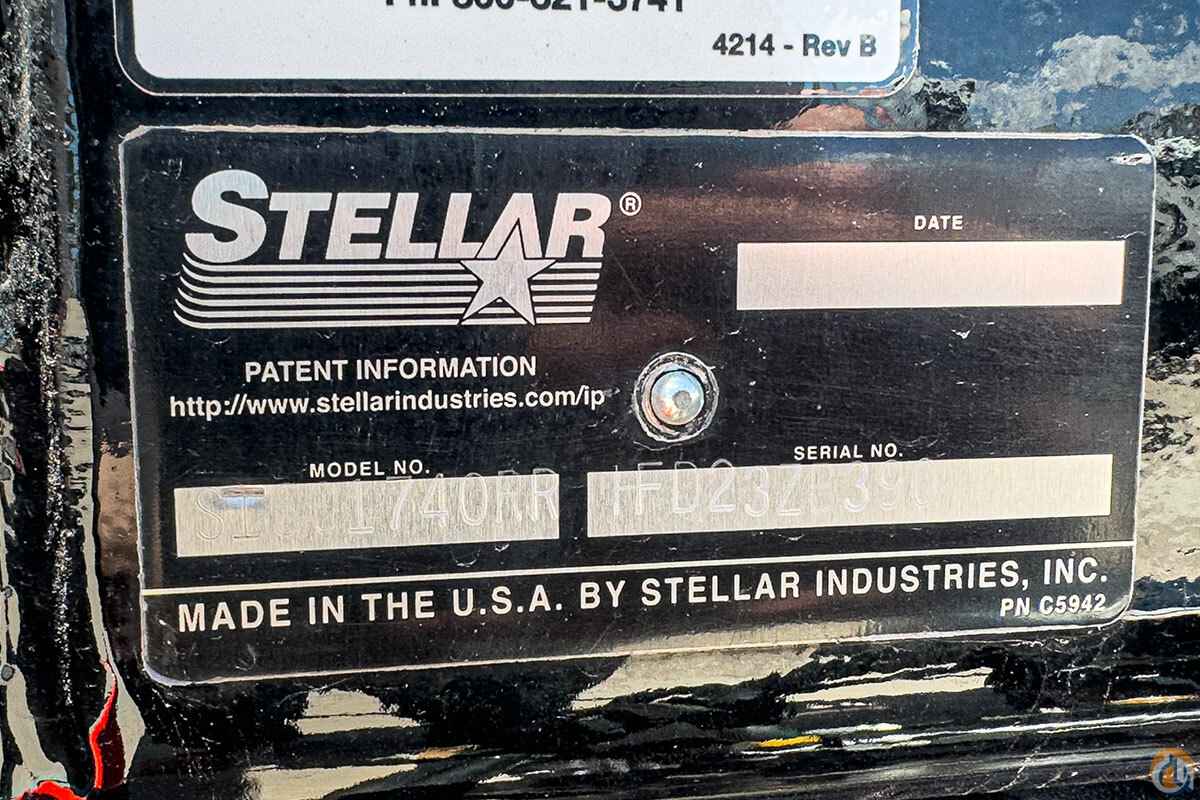 4214 - Rev B
STELLAR®
DATE
PATENT INFORMATION
http://www.stellarindustries.com/ip
MODEL NO.
SERIAL NO.
MADE IN THE U.S.A. BY STELLAR INDUSTRIES, INC.
PN C5942